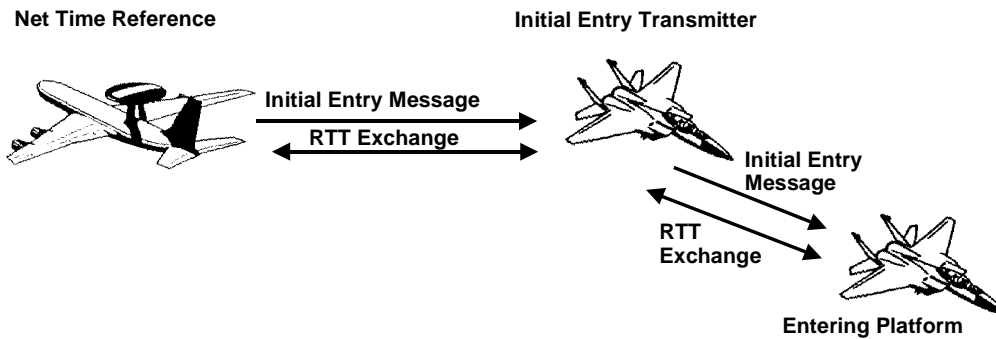 Net Time Reference
Initial Entry Transmitter
Initial Entry Message
RTT Exchange
Initial Entry
Message
RTT
Exchange
Entering Platform